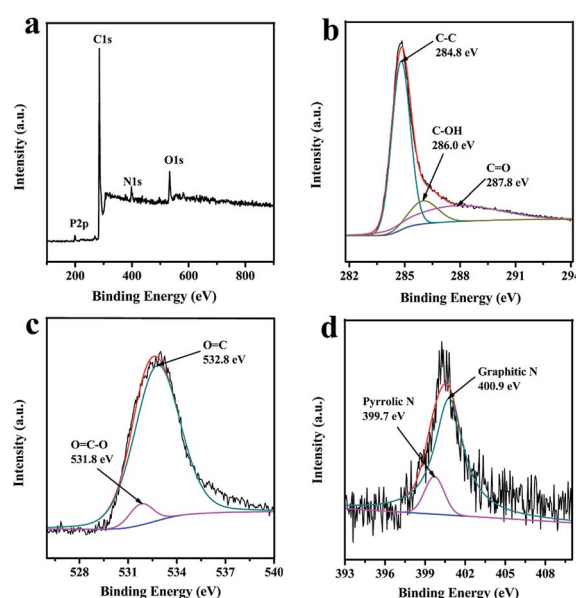 a
C1s
O1s
N1s
P2p
Intensity (a.u.)
200 400 600 800
Binding Energy (eV)
b
C-C
284.8 eV
C-OH
286.0 eV
C=O
287.8 eV
Intensity (a.u.)
282 285 288 291 294
Binding Energy (eV)
c
O=C
532.8 eV
O=C-O
531.8 eV
Intensity (a.u.)
528 531 534 537 540
Binding Energy (eV)
d
Graphitic N
400.9 eV
Pyrrolic N
399.7 eV
Intensity (a.u.)
393 396 399 402 405 408
Binding Energy (eV)